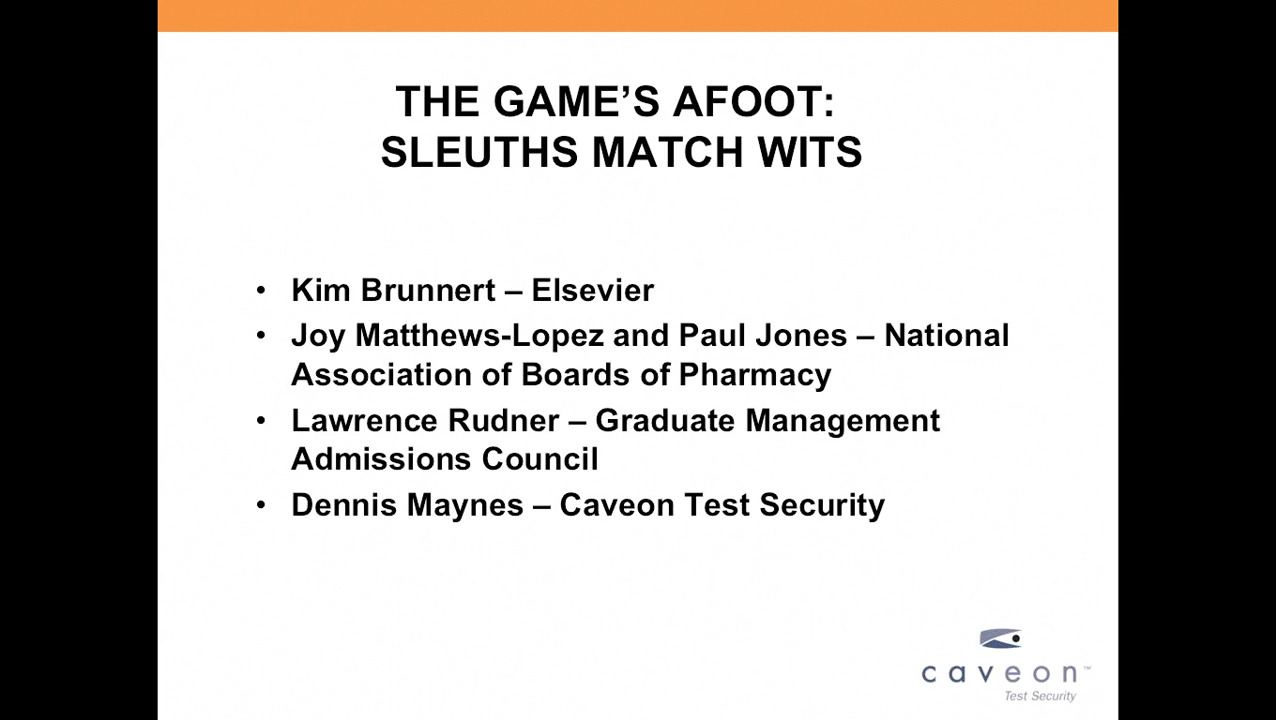 THE GAME’S AFOOT:
SLEUTHS MATCH WITS
• Kim Brunnert – Elsevier
• Joy Matthews-Lopez and Paul Jones – National
Association of Boards of Pharmacy
• Lawrence Rudner – Graduate Management
Admissions Council
• Dennis Maynes – Caveon Test Security
caveon™
Test Security